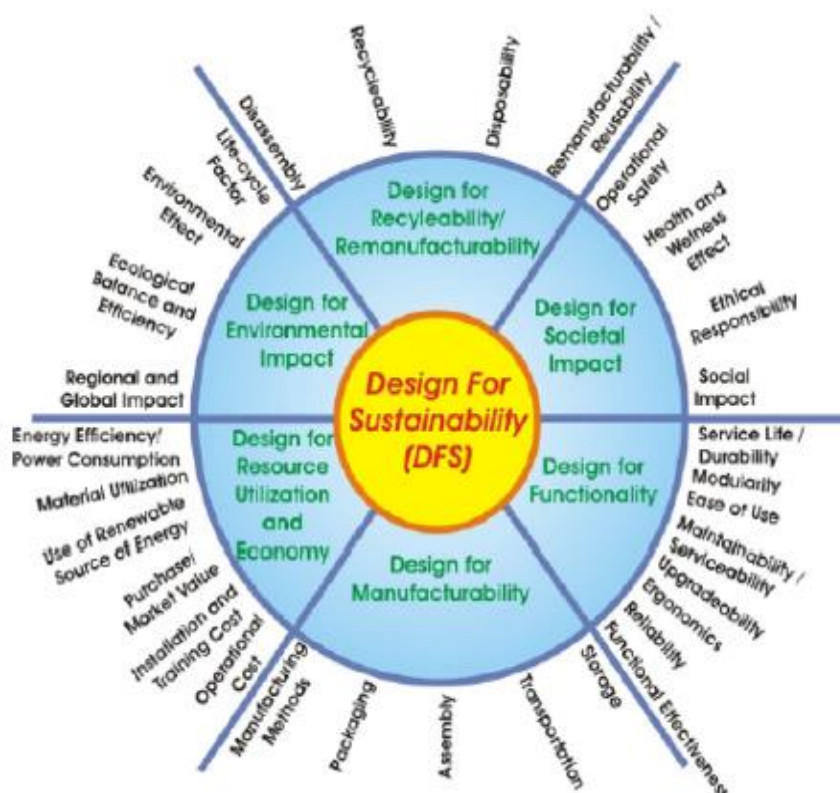 Recycleability
Disposability
Remanufacturability /
Reusability
Disassembly
Life-cycle
Factor
Environmental
Effect
Ecological
Balance and
Efficiency
Regional and
Global Impact
Operational
Safety
Health and
Welness
Effect
Ethical
Responsibility
Social
Impact
Design for
Recyleability/
Remanufacturability
Design for
Environmental
Impact
Design for
Societal
Impact
Design For
Sustainability
(DFS)
Design for
Resource
Utilization
and
Economy
Design for
Functionality
Design for
Manufacturability
Energy Efficiency/
Power Consumption
Material Utilization
Use of Renewable
Source of Energy
Purchase/
Market Value
Installation and
Training Cost
Operational
Cost
Manufacturing
Methods
Packaging
Assembly
Transportation
Storage
Service Life /
Durability
Modularity
Ease of Use
Maintainability /
Serviceability
Upgradeability
Ergonomics
Reliability
Functional Effectiveness